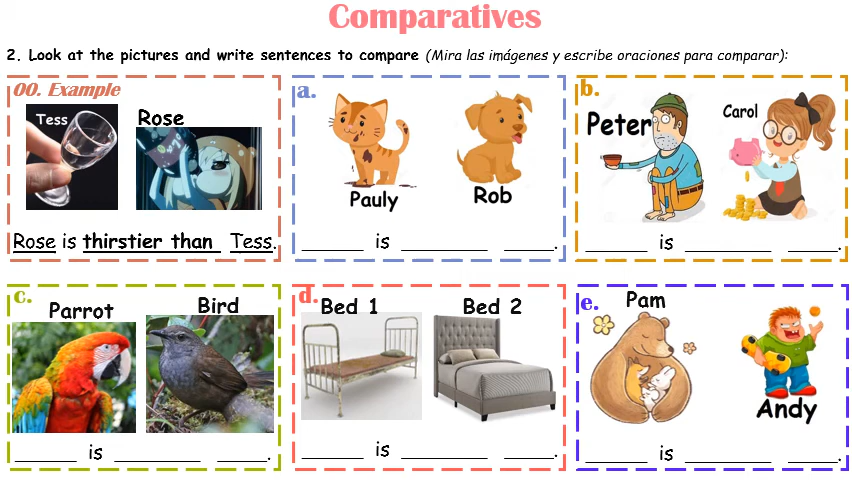 Comparatives
2. Look at the pictures and write sentences to compare (Mira las imágenes y escribe oraciones para comparar):
00. Example
Tess
Rose
Rose is thirstier than Tess.
a.
Pauly
Rob
______ is ________ _____.
b.
Peter
Carol
______ is ________ _____.
c.
Parrot
Bird
______ is ________ _____.
d.
Bed 1
Bed 2
______ is ________ _____.
e.
Pam
Andy
______ is ________ _____.